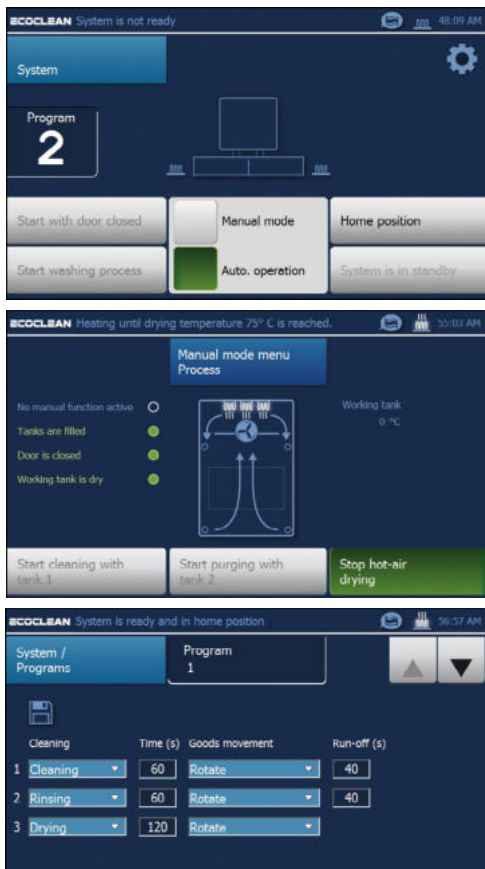 ECOCLEAN System is not ready 48:09 AM
System
Program
2
Start with door closed
Manual mode
Home position
Start washing process
Auto. operation
System is in standby
ECOCLEAN Heating until drying temperature 75° C is reached. 55:03 AM
Manual mode menu
Process
No manual function active
Tanks are filled
Door is closed
Working tank is dry
Working tank
0 °C
Start cleaning with
tank 1
Start purging with
tank 2
Stop hot-air
drying
ECOCLEAN System is ready and in home position 56:57 AM
System /
Programs
Program
1
Cleaning Time (s) Goods movement Run-off (s)
1 Cleaning 60 Rotate 40
2 Rinsing 60 Rotate 40
3 Drying 120 Rotate